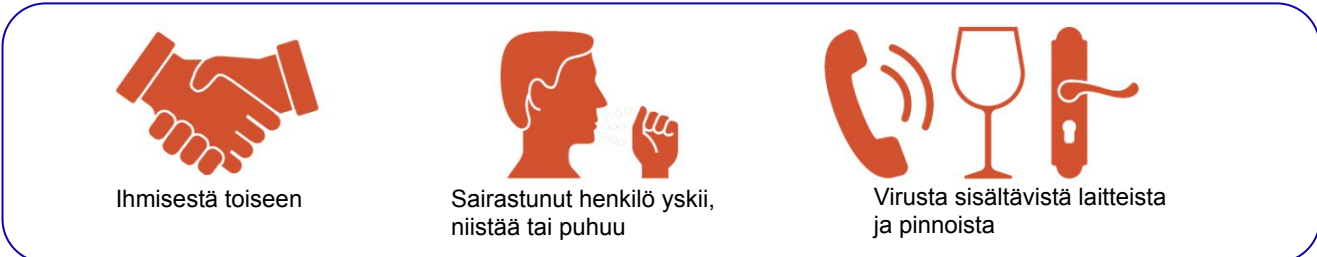 Ihmisestä toiseen
Sairastunut henkilö yskii,
niistää tai puhuu
Virusta sisältävistä laitteista
ja pinnoista